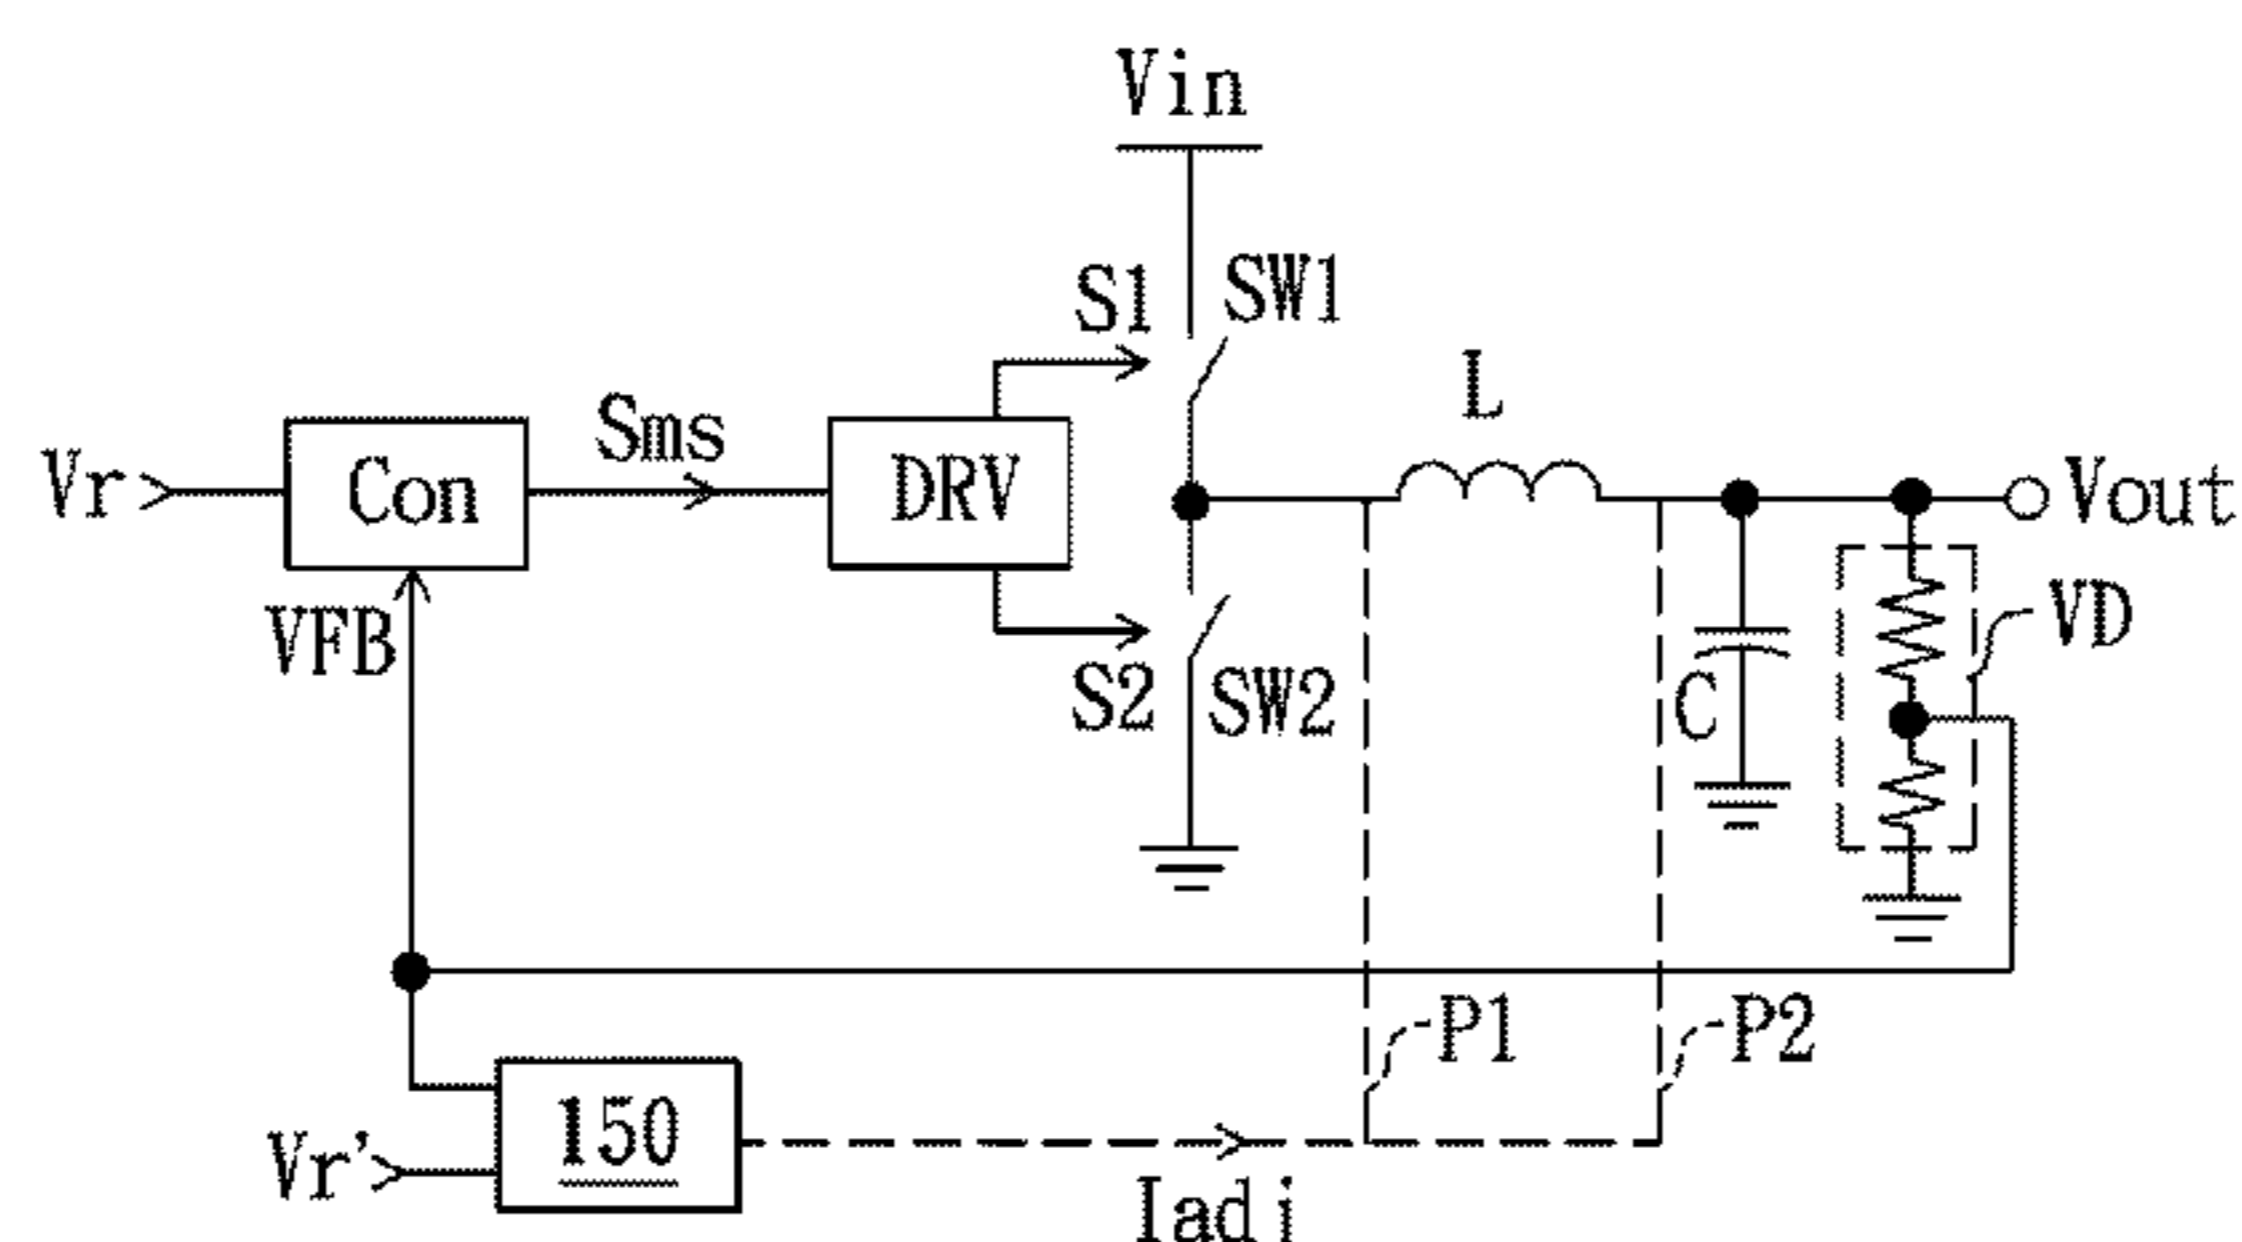 Vin
S1
SW1
L
Vr
Con
Sms
DRV
Vout
VFB
S2
SW2
C
VD
P1
P2
150
Vr'
Iadj